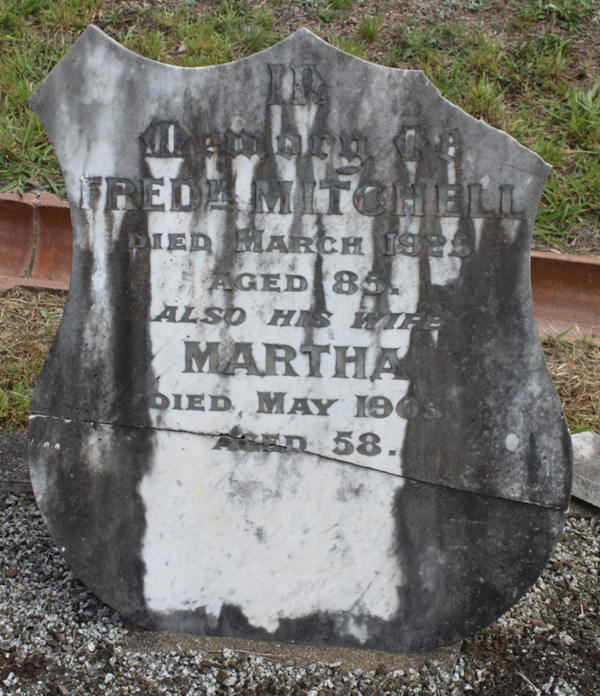 In
Memory of
FREDK MITCHELL
DIED MARCH 1925
AGED 85.
ALSO HIS WIFE
MARTHA
DIED MAY 1903
AGED 58.